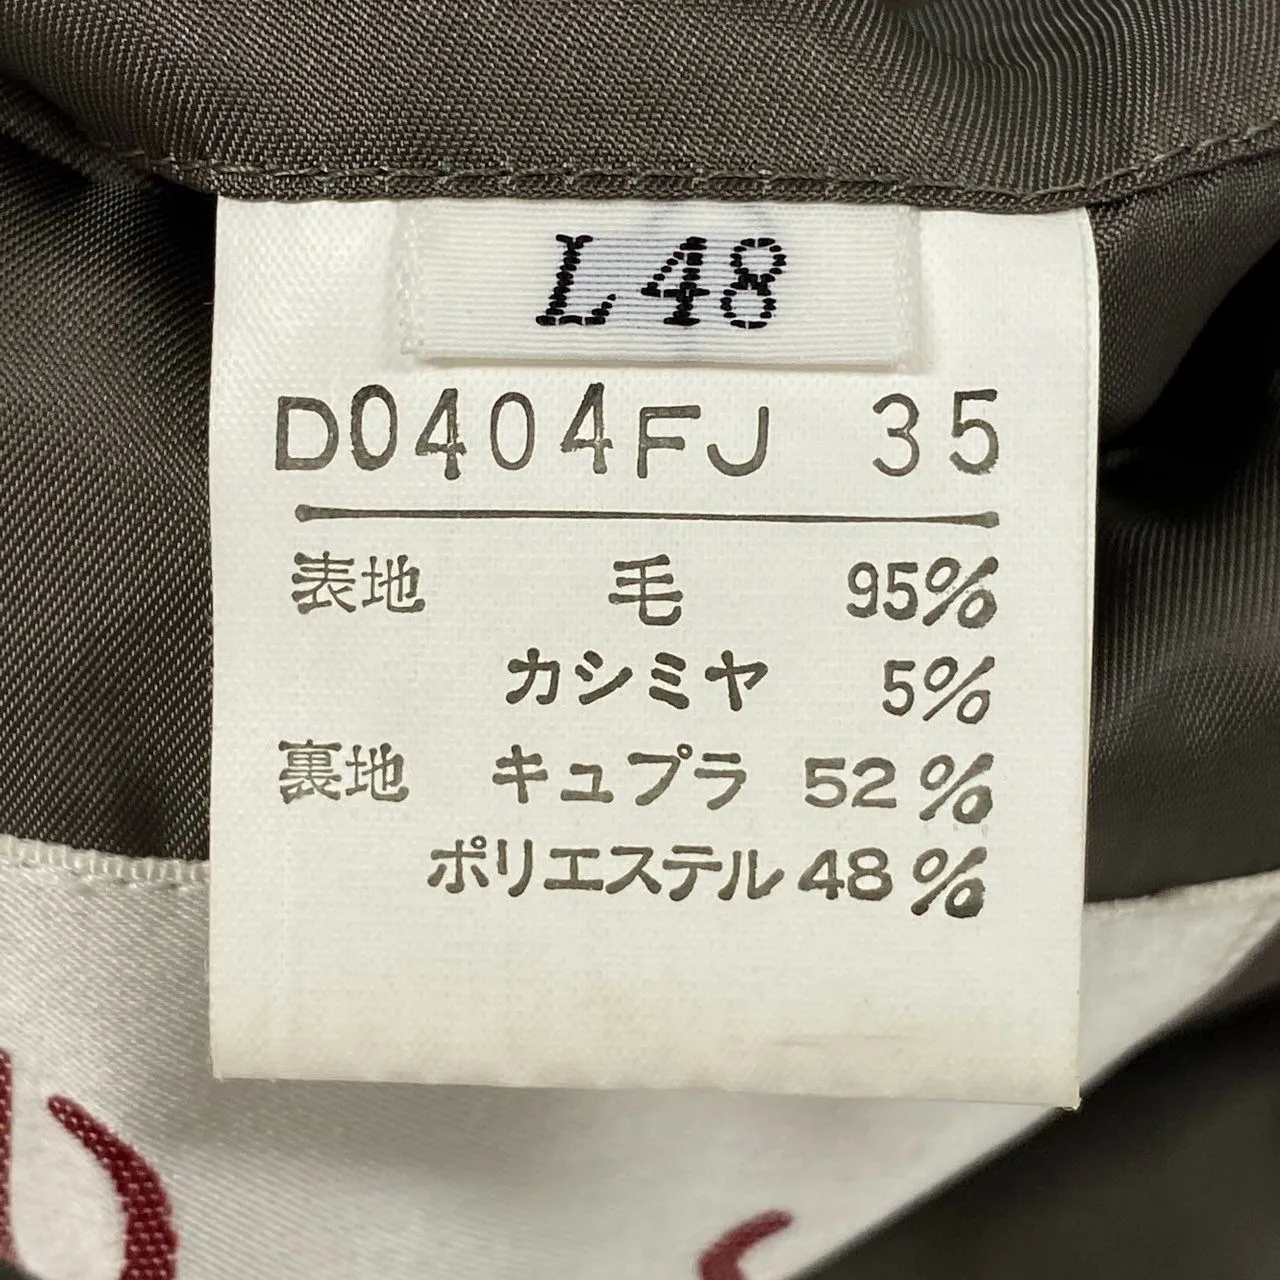 L48
D0404FJ 35
表地 毛 95%
カシミヤ 5%
裏地 キュプラ 52%
ポリエステル 48%